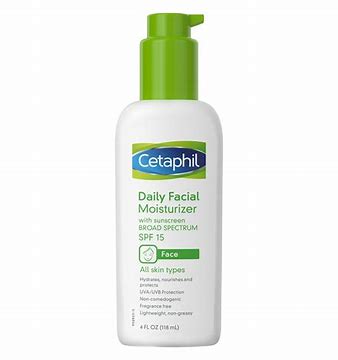 Cetaphil
Daily Facial
Moisturizer
with sunscreen
BROAD SPECTRUM
SPF 15
Face
All skin types
Hydrates, nourishes and
protects
UVA/UVB Protection
Non-comedogenic
Fragrance free
Lightweight, non-greasy
4 FL OZ (118 mL)